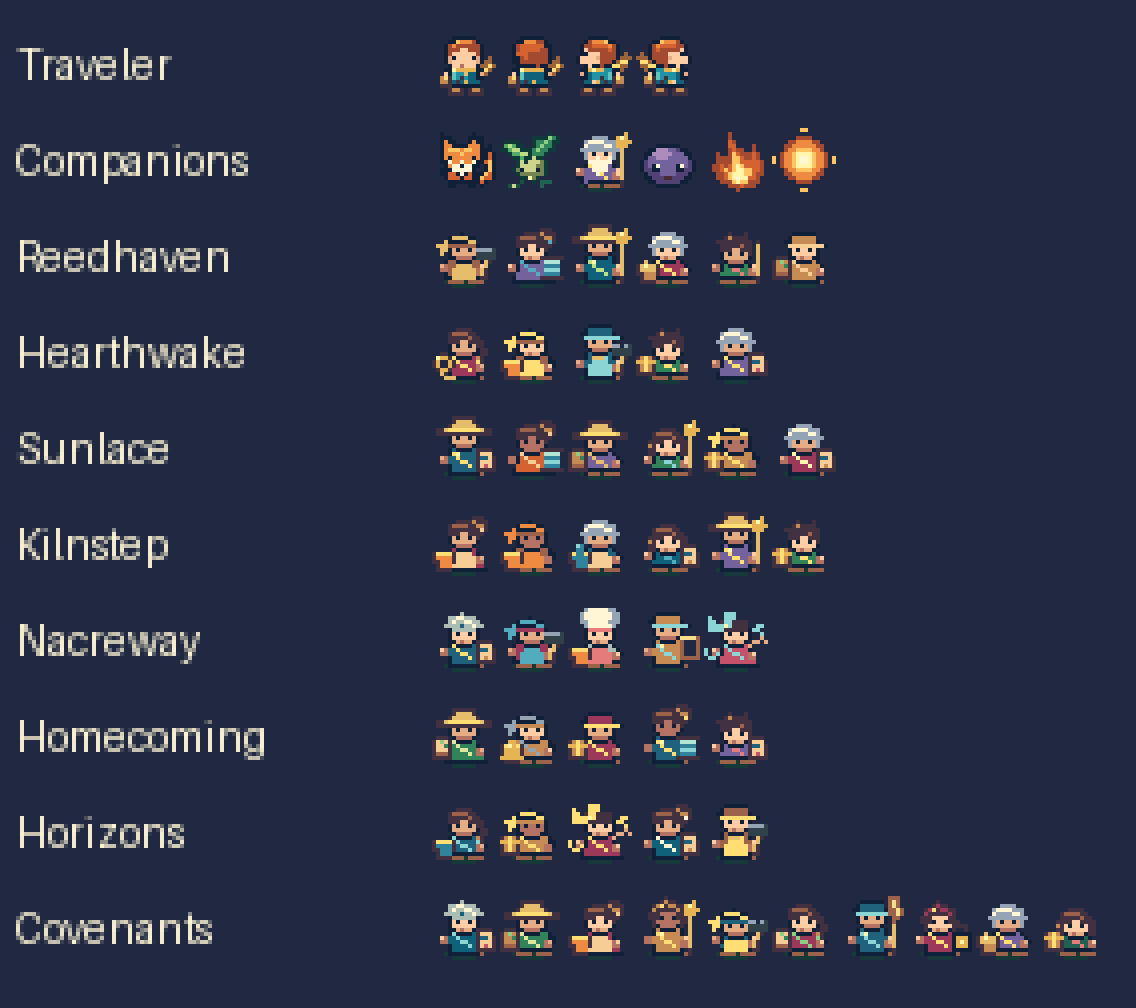 Traveler
Companions
Reedhaven
Hearthwake
Sunlace
Kilnstep
Nacreway
Homecoming
Horizons
Covenants